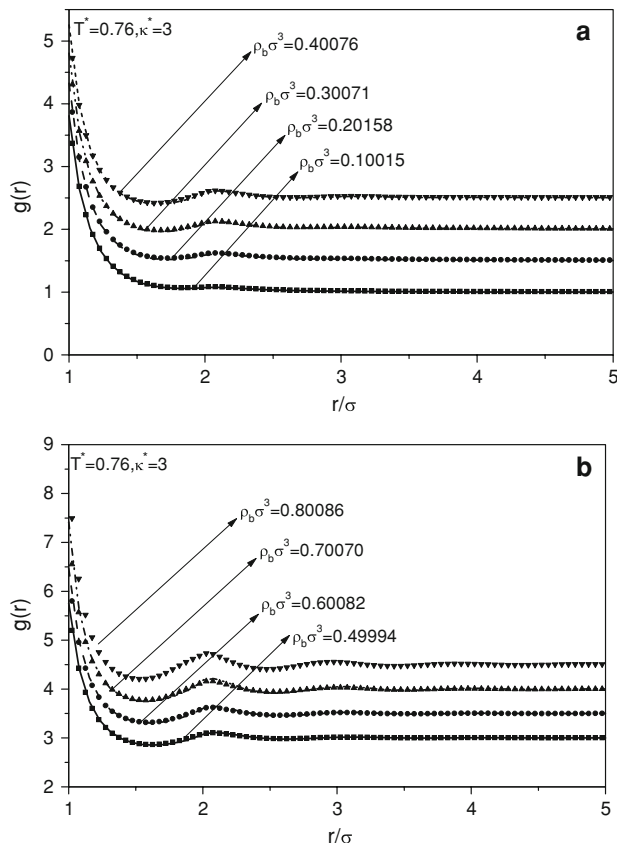 T*=0.76,κ*=3
a
ρbσ³=0.40076
ρbσ³=0.30071
ρbσ³=0.20158
ρbσ³=0.10015
g(r)
5
4
3
2
1
0
1 2 3 4 5
r/σ
T*=0.76,κ*=3
b
ρbσ³=0.80086
ρbσ³=0.70070
ρbσ³=0.60082
ρbσ³=0.49994
g(r)
9
8
7
6
5
4
3
2
1 2 3 4 5
r/σ